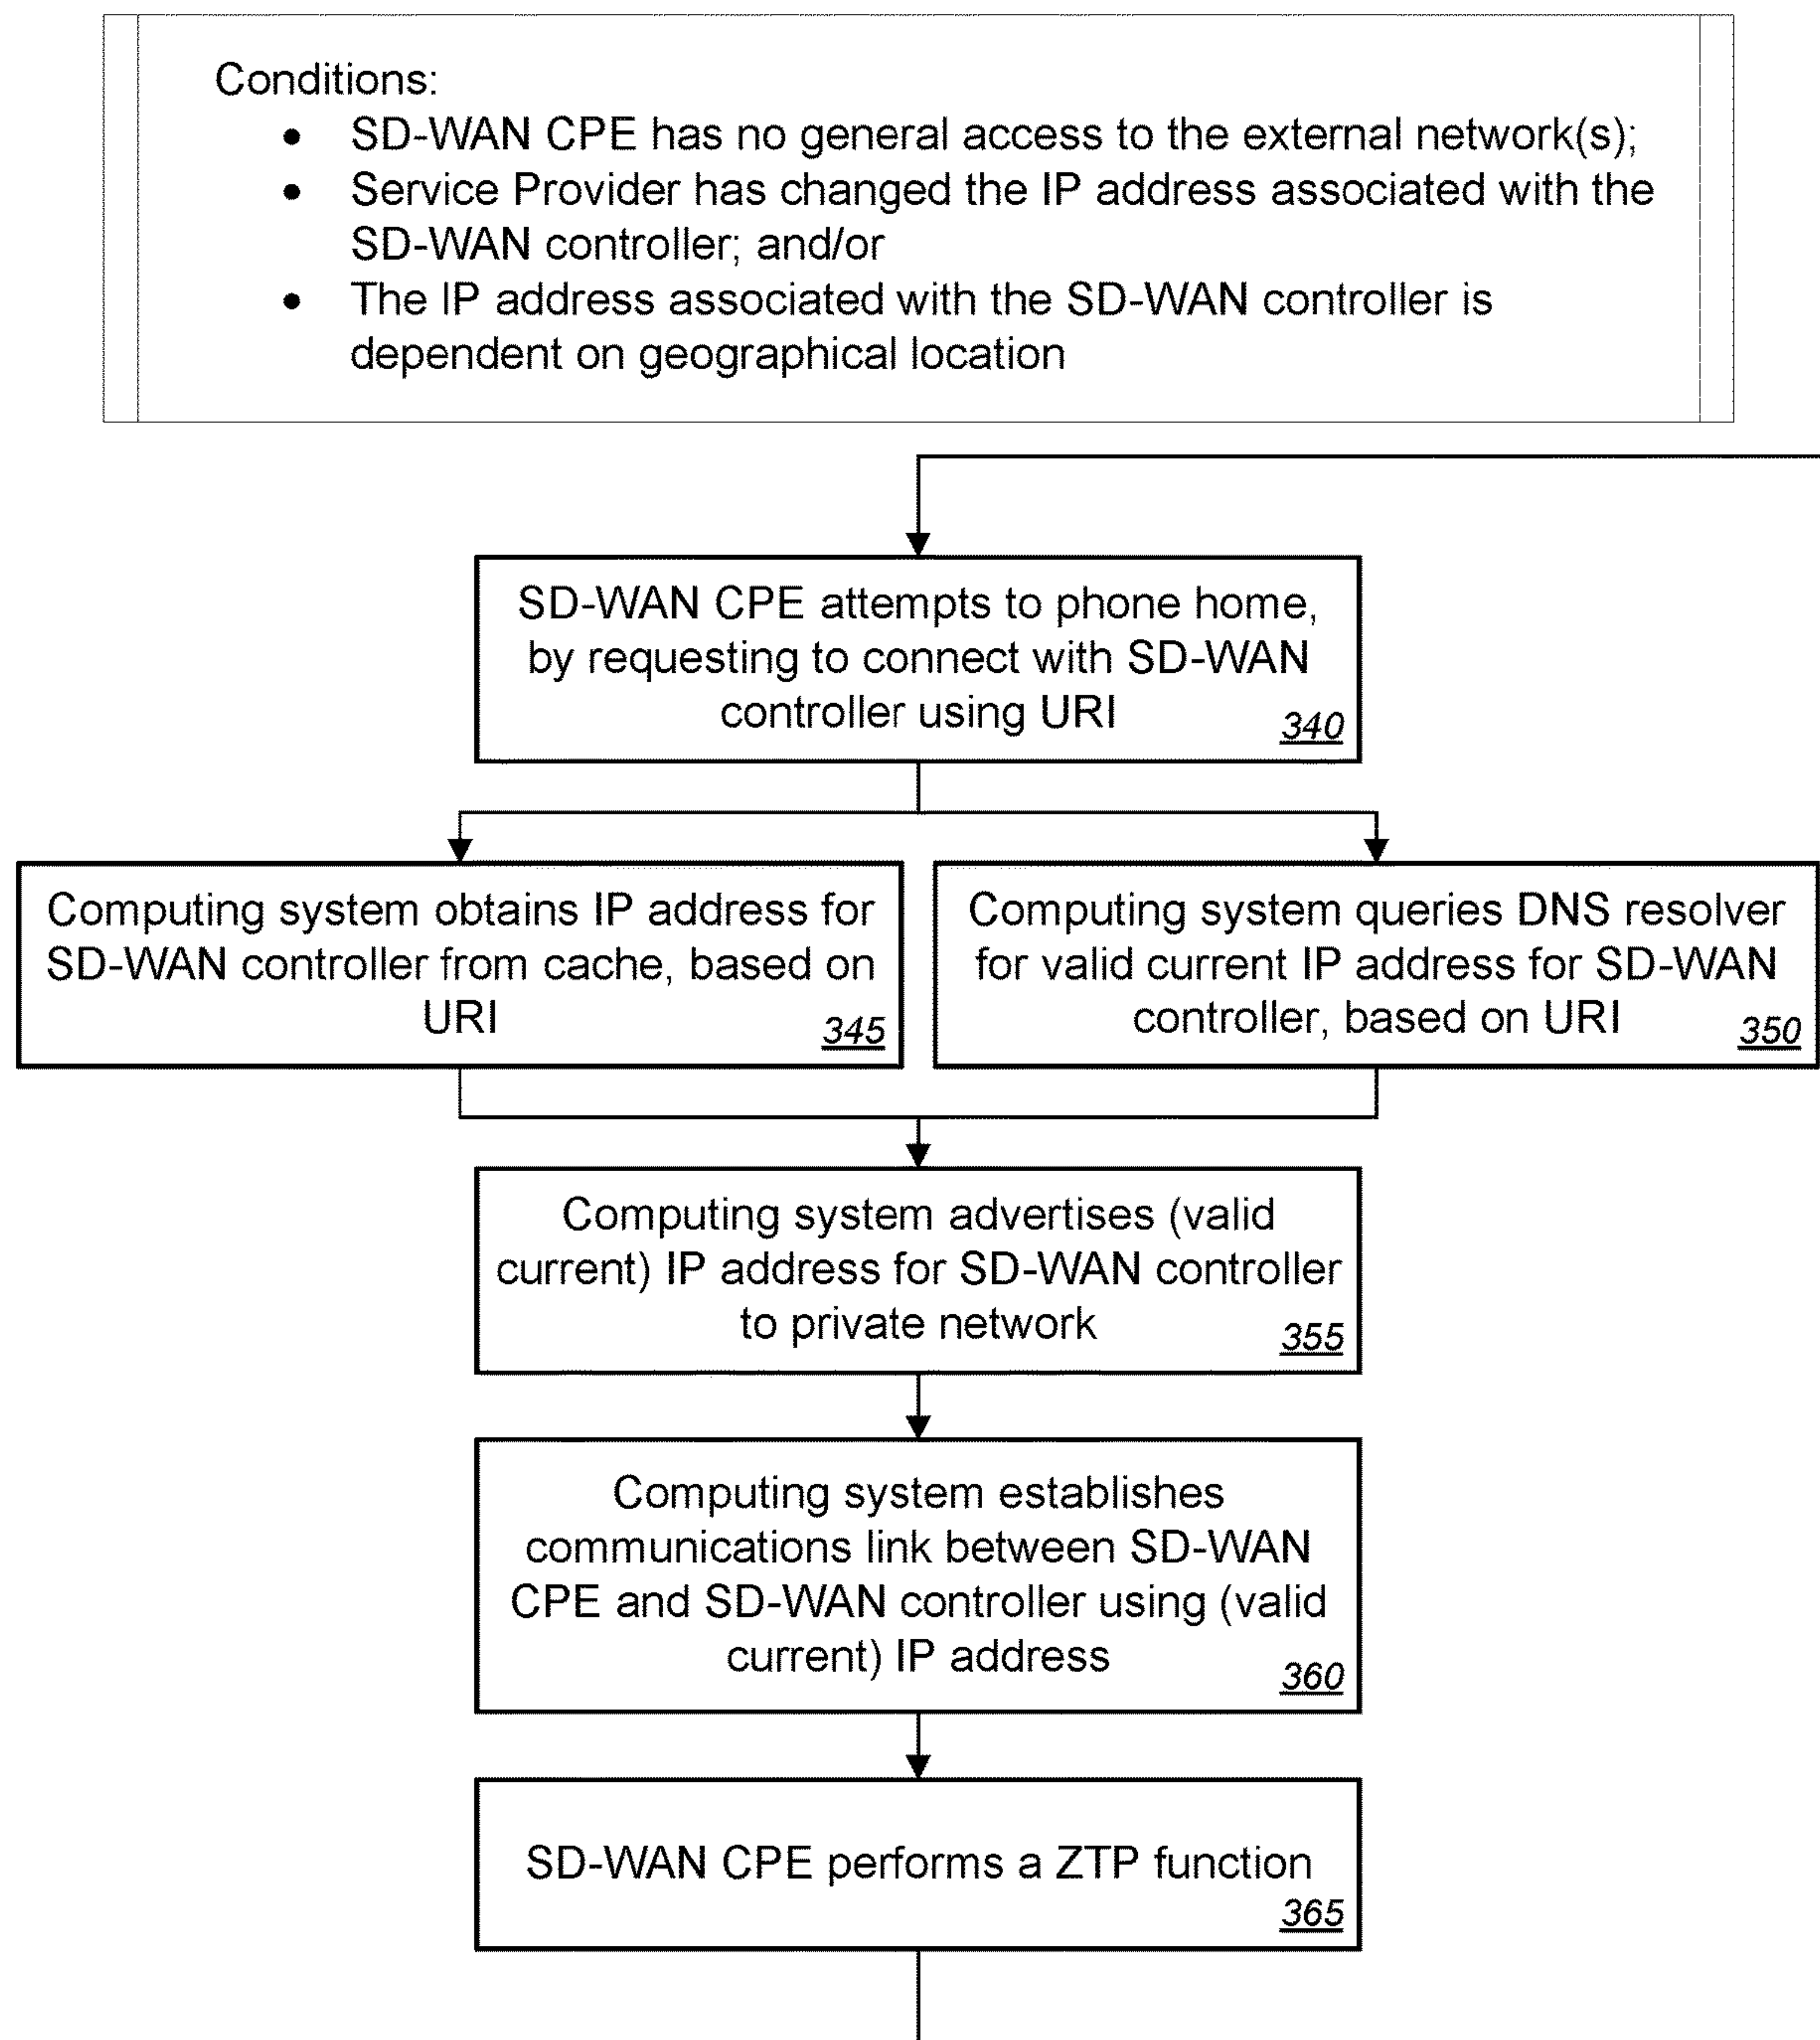 Conditions:
• SD-WAN CPE has no general access to the external network(s);
• Service Provider has changed the IP address associated with the
SD-WAN controller; and/or
• The IP address associated with the SD-WAN controller is
dependent on geographical location
SD-WAN CPE attempts to phone home,
by requesting to connect with SD-WAN
controller using URI
340
Computing system obtains IP address for
SD-WAN controller from cache, based on
URI
345
Computing system queries DNS resolver
for valid current IP address for SD-WAN
controller, based on URI
350
Computing system advertises (valid
current) IP address for SD-WAN controller
to private network
355
Computing system establishes
communications link between SD-WAN
CPE and SD-WAN controller using (valid
current) IP address
360
SD-WAN CPE performs a ZTP function
365